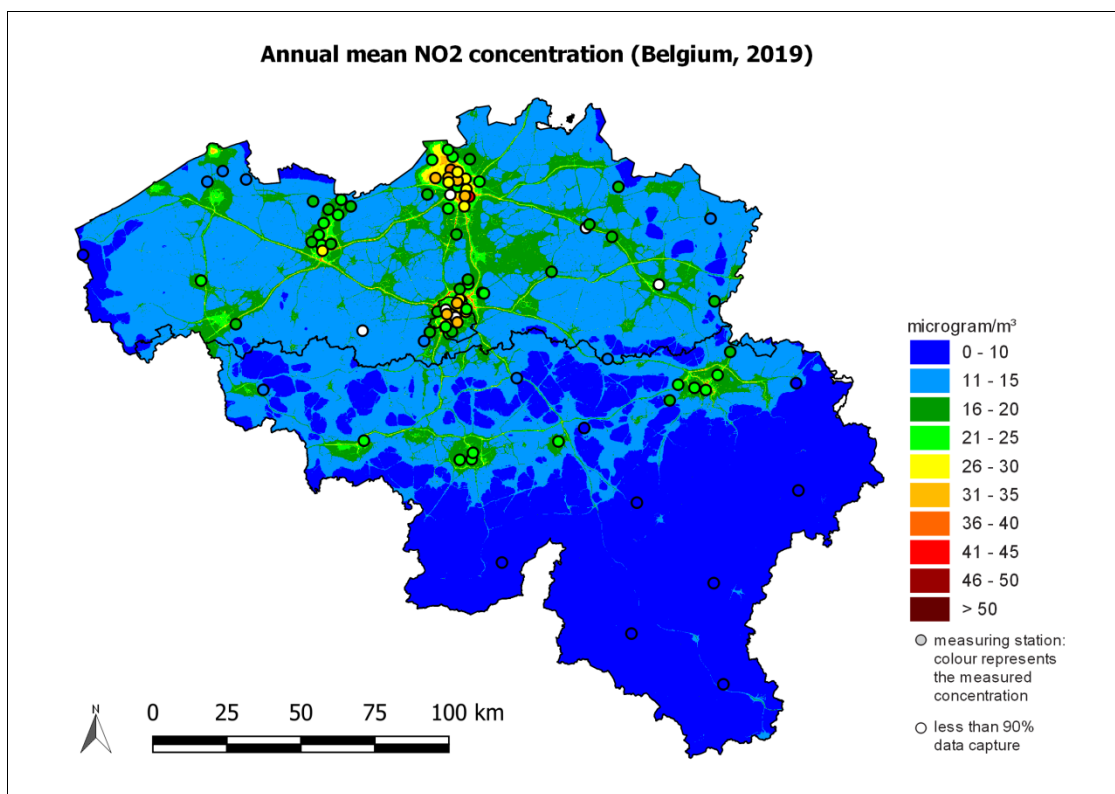 Annual mean NO2 concentration (Belgium, 2019)
microgram/m³
0 - 10
11 - 15
16 - 20
21 - 25
26 - 30
31 - 35
36 - 40
41 - 45
46 - 50
> 50
measuring station:
colour represents
the measured
concentration
less than 90%
data capture
N
0 25 50 75 100 km